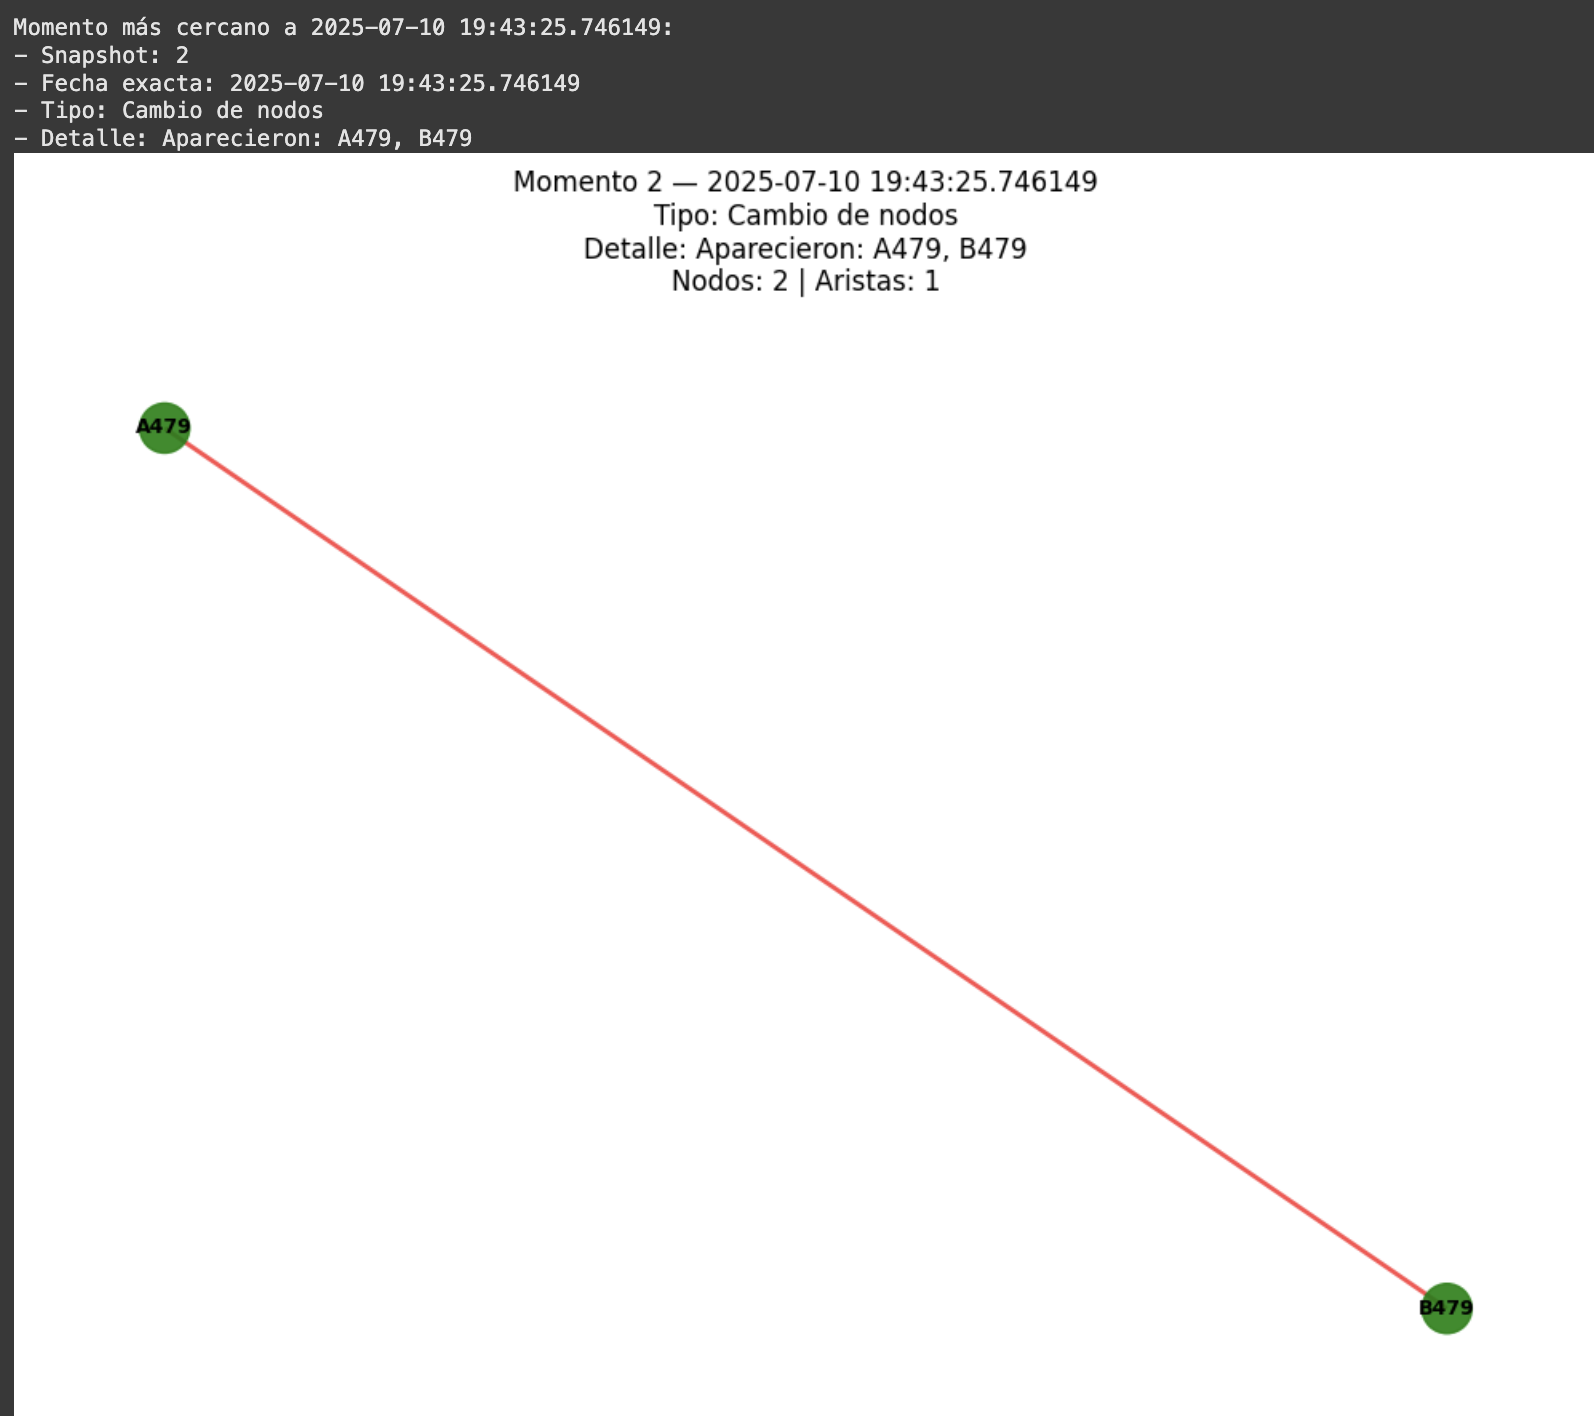 Momento más cercano a 2025-07-10 19:43:25.746149:
- Snapshot: 2
- Fecha exacta: 2025-07-10 19:43:25.746149
- Tipo: Cambio de nodos
- Detalle: Aparecieron: A479, B479
Momento 2 — 2025-07-10 19:43:25.746149
Tipo: Cambio de nodos
Detalle: Aparecieron: A479, B479
Nodos: 2 | Aristas: 1
A479
B479